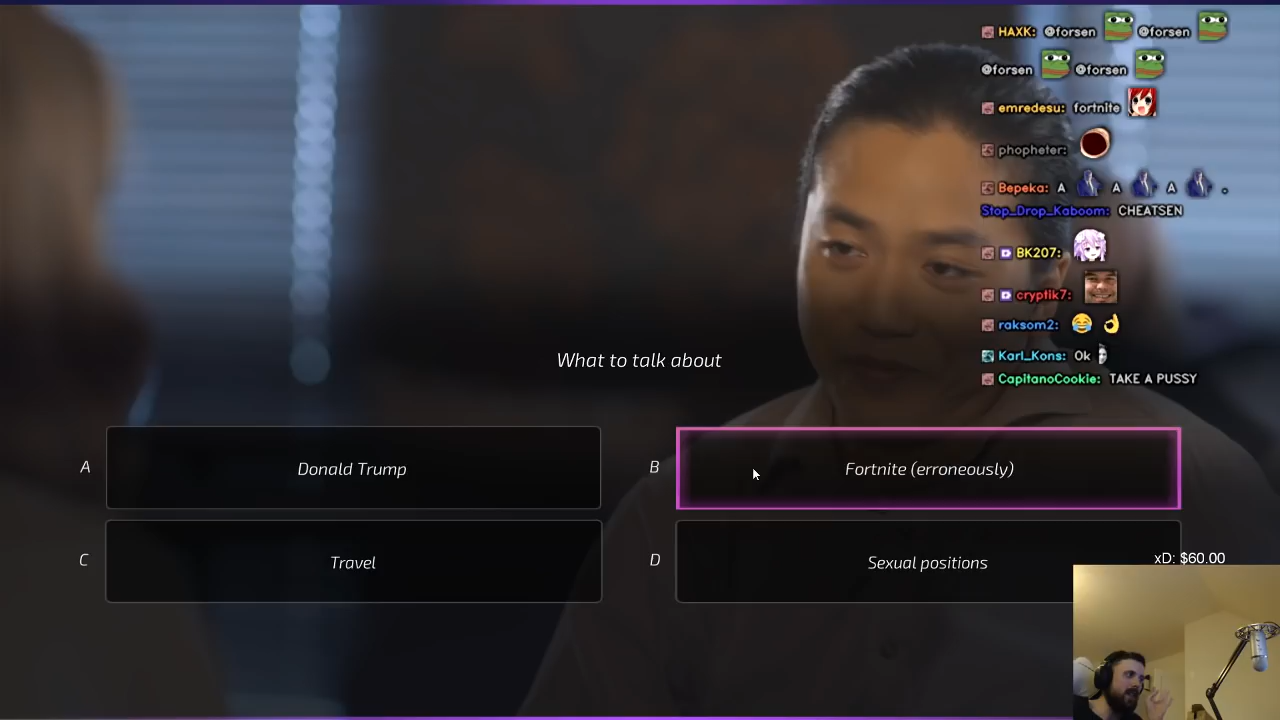 HAXK: @forsen @forsen
@forsen @forsen
emredesu: fortnite
phopheter:
Bepeka: A A A .
Stop_Drop_Kaboom: CHEATSEN
BK207:
cryptik7:
raksom2: 😂 👌
Karl_Kons: Ok
CapitanoCookie: TAKE A PUSSY
What to talk about
A Donald Trump
B Fortnite (erroneously)
C Travel
D Sexual positions
xD: $60.00